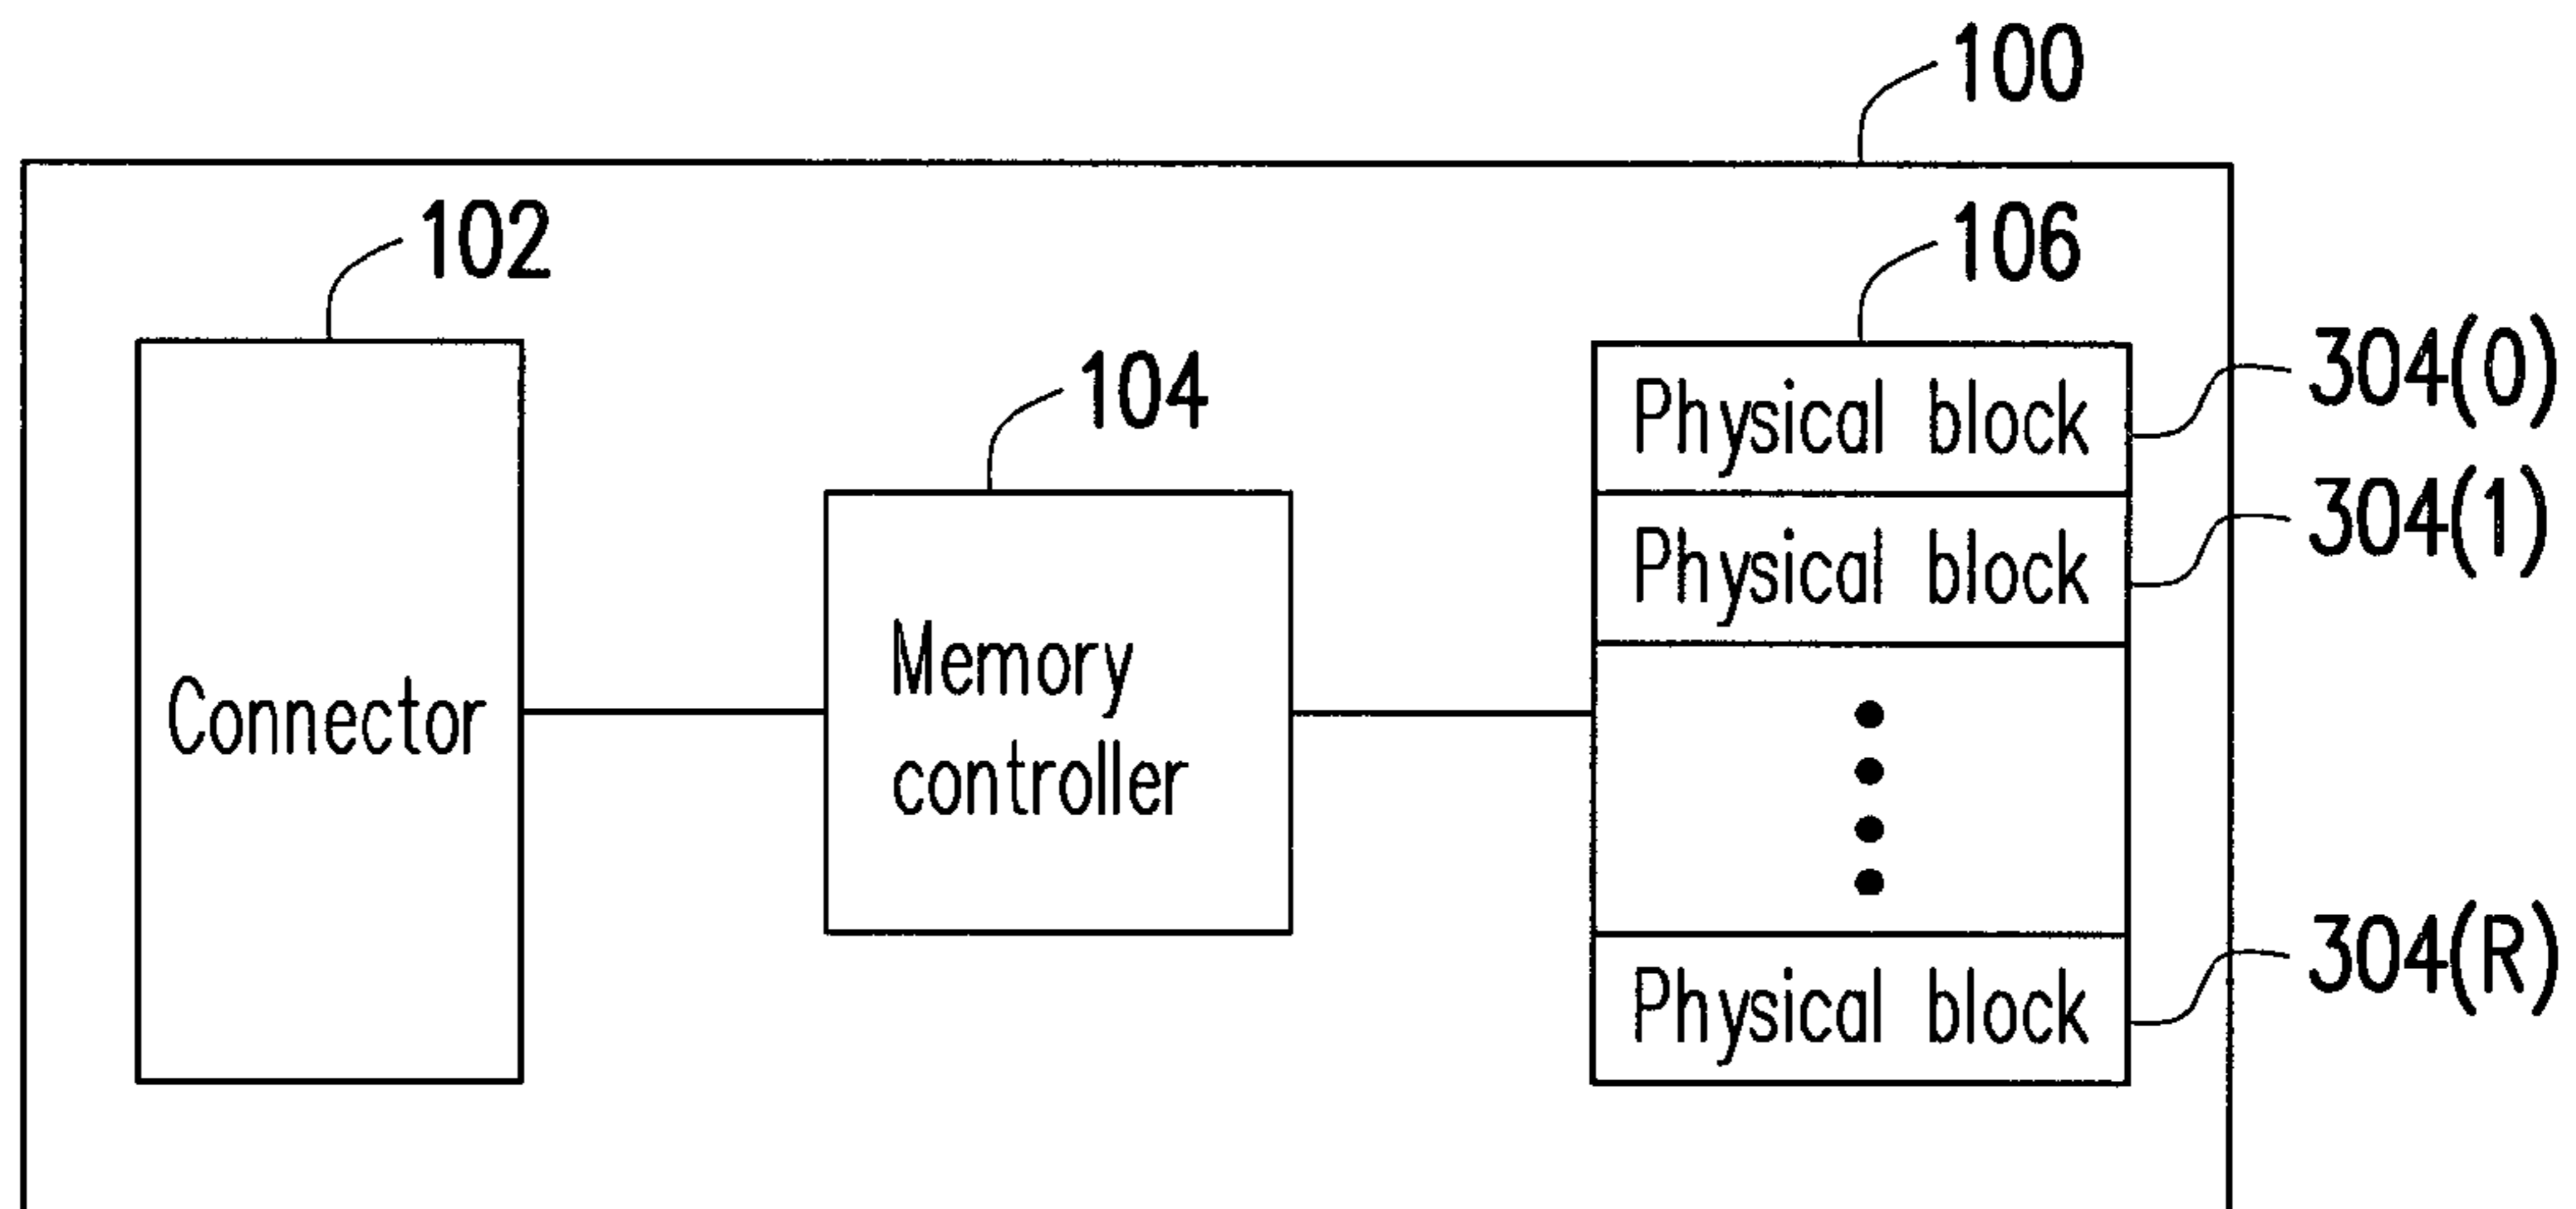 100
102
106
304(0)
104
Physical block
304(1)
Physical block
Memory
controller
Connector
304(R)
Physical block